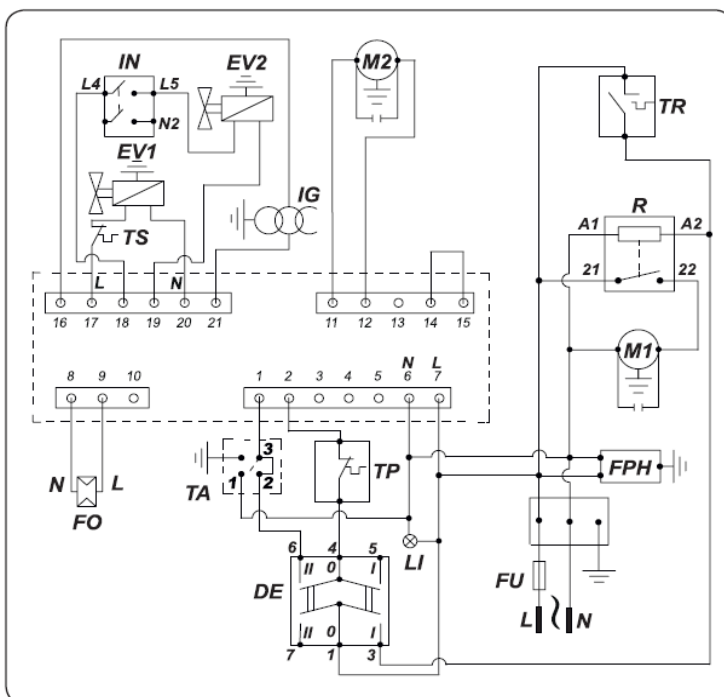 IN
EV2
M2
L4
L5
TR
N2
EV1
IG
R
A1
A2
TS
21
22
L
N
16
17
18
19
20
21
11
12
13
14
15
M1
8
9
10
1
2
3
4
5
6
7
N
L
3
TP
FPH
N
L
TA
1
2
FO
6
4
5
LI
II
0
I
DE
FU
II
0
I
L
N
7
1
3